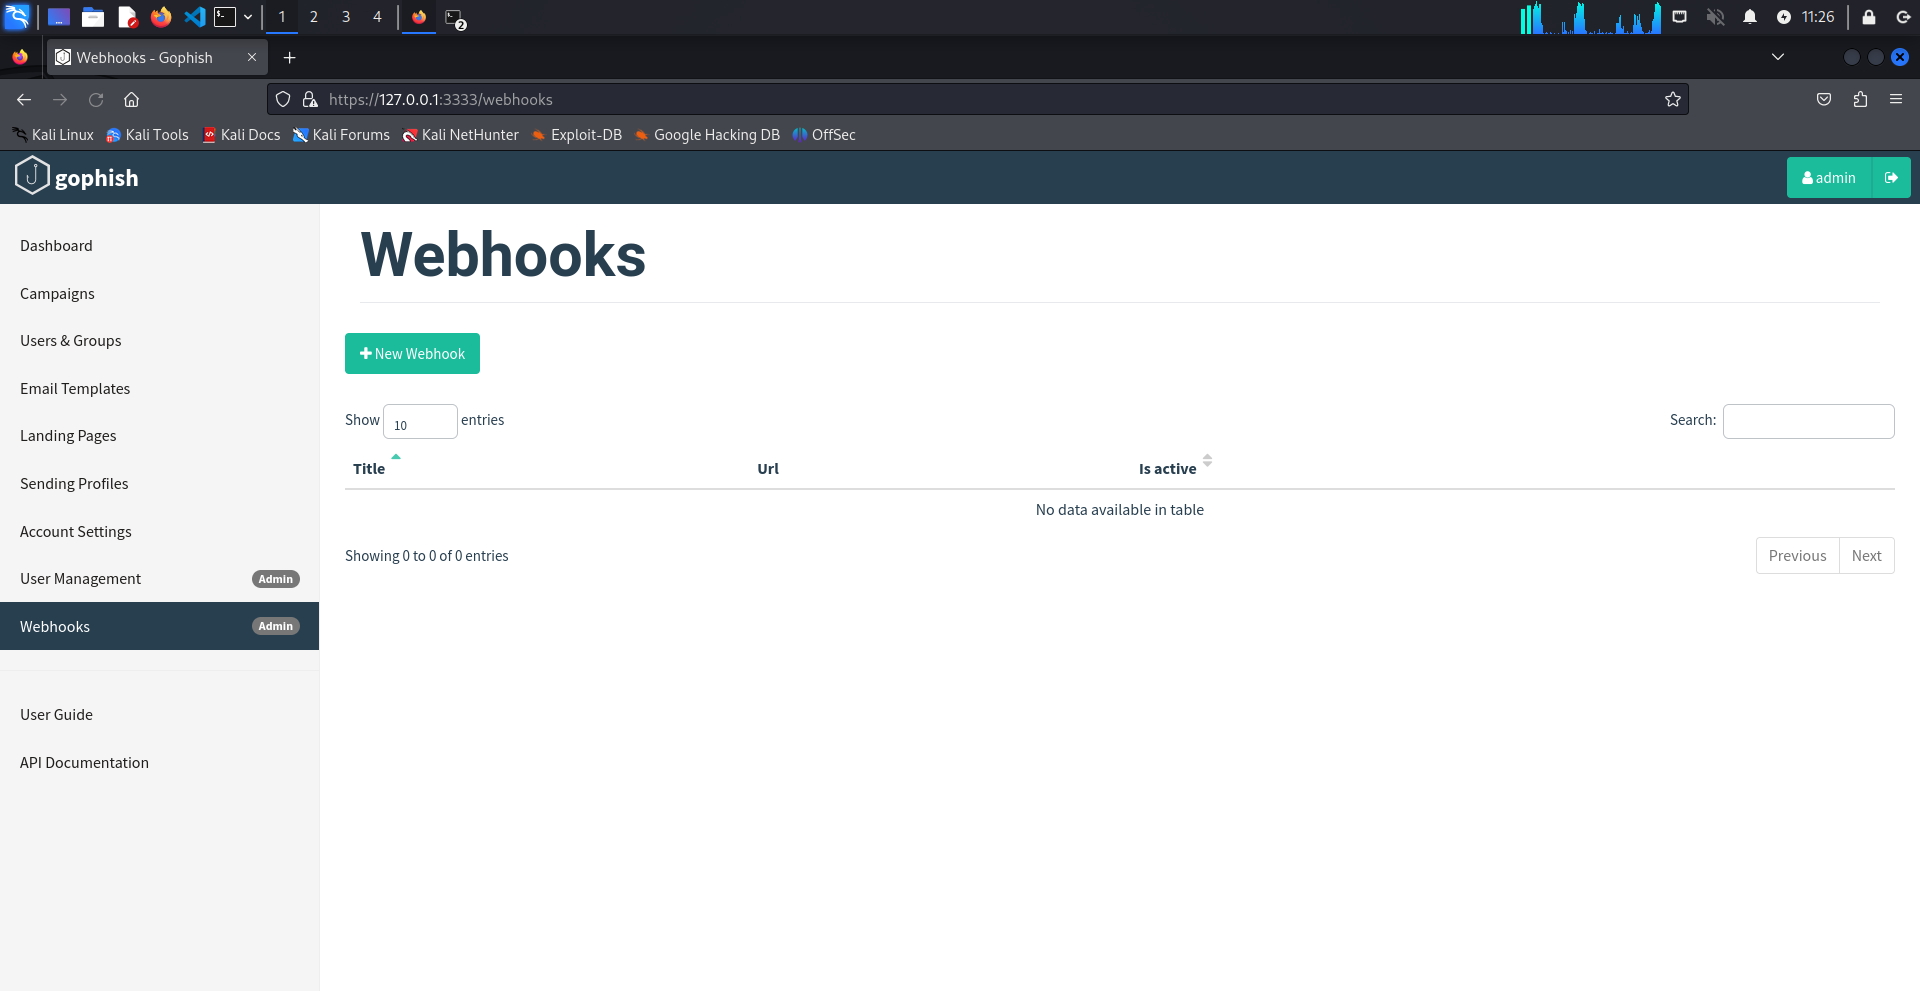 1 2 3 4 2 11:26
Webhooks - Gophish
https://127.0.0.1:3333/webhooks
Kali Linux Kali Tools Kali Docs Kali Forums Kali NetHunter Exploit-DB Google Hacking DB OffSec
gophish admin
Dashboard
Campaigns
Users & Groups
Email Templates
Landing Pages
Sending Profiles
Account Settings
User Management Admin
Webhooks Admin
User Guide
API Documentation
Webhooks
New Webhook
Show 10 entries Search:
Title Url Is active
No data available in table
Showing 0 to 0 of 0 entries Previous Next